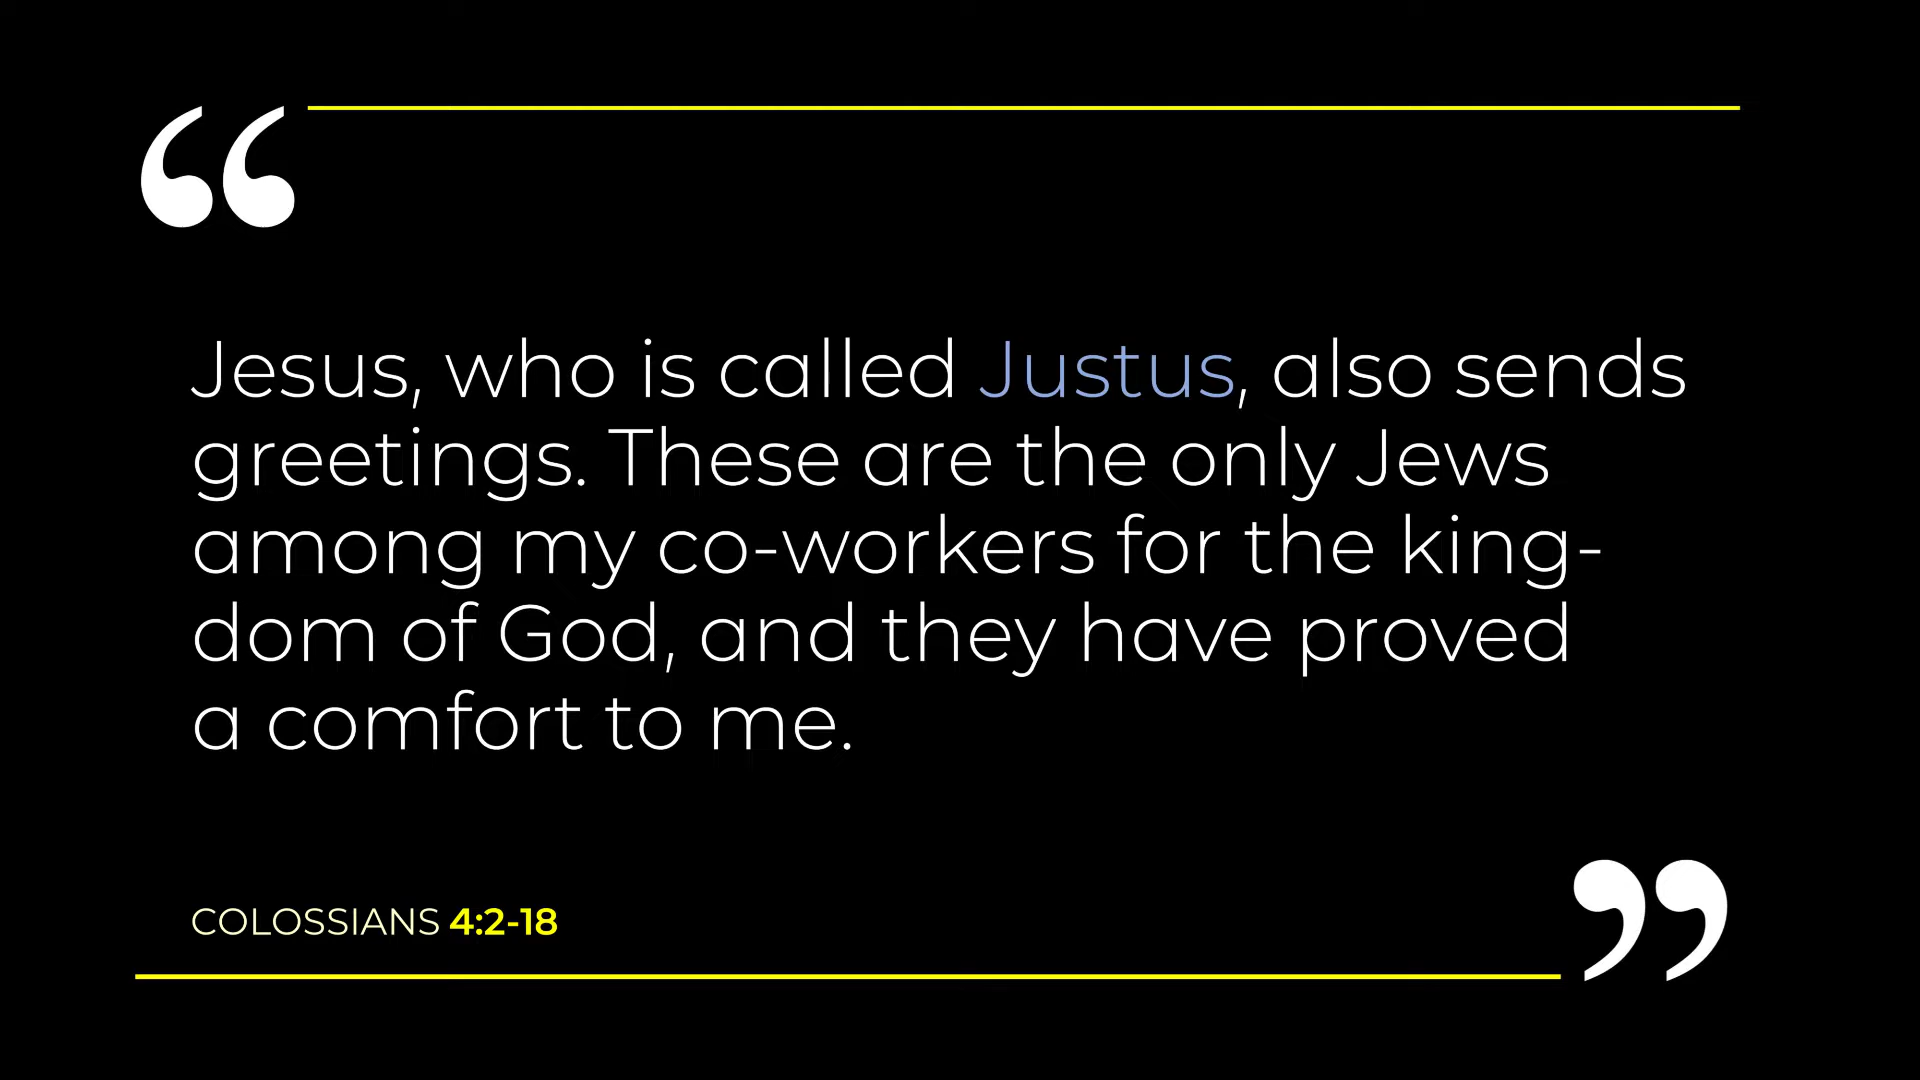 “
Jesus, who is called Justus, also sends
greetings. These are the only Jews
among my co-workers for the king-
dom of God, and they have proved
a comfort to me.
”
COLOSSIANS 4:2-18